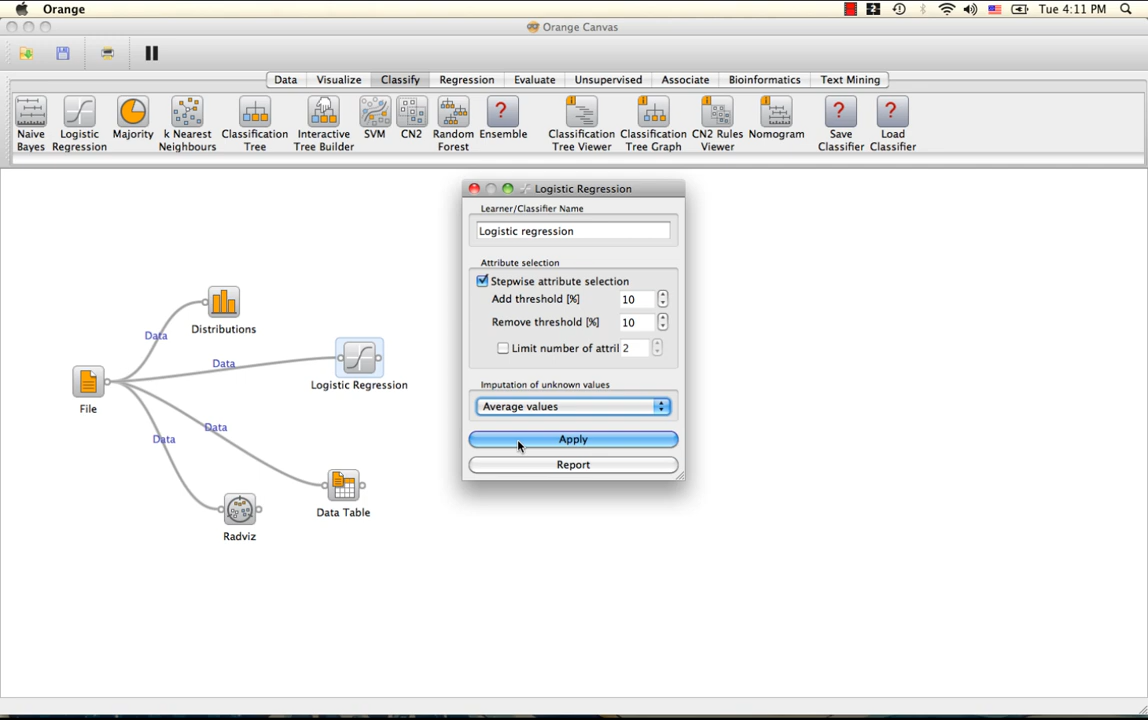 Orange
Tue 4:11 PM
Orange Canvas
Data Visualize Classify Regression Evaluate Unsupervised Associate Bioinformatics Text Mining
Naive Bayes
Logistic Regression
Majority
k Nearest Neighbours
Classification Tree
Interactive Tree Builder
SVM
CN2
Random Forest
Ensemble
Classification Tree Viewer
Classification Tree Graph
CN2 Rules Viewer
Nomogram
Save Classifier
Load Classifier
Logistic Regression
Learner/Classifier Name
Logistic regression
Attribute selection
Stepwise attribute selection
Add threshold [%] 10
Remove threshold [%] 10
Limit number of attril 2
Imputation of unknown values
Average values
Apply
Report
Distributions
Data
Data
Logistic Regression
File
Data
Data
Data Table
Radviz